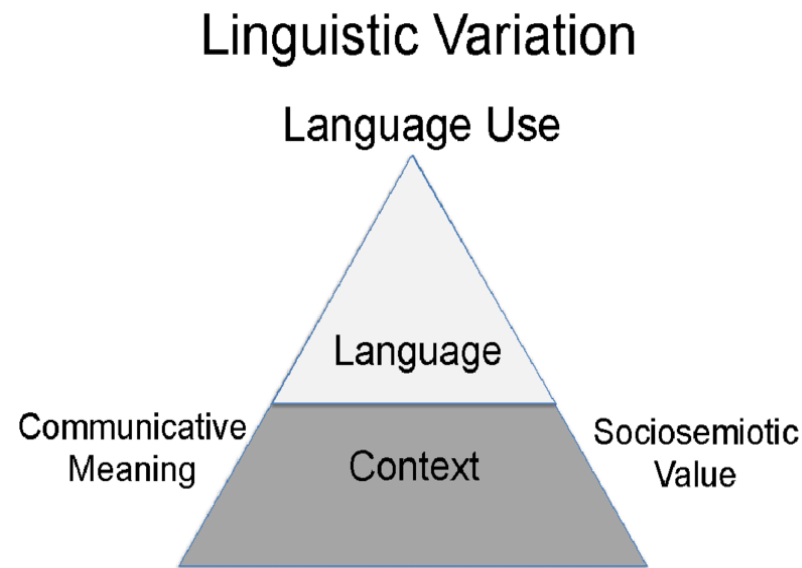 Linguistic Variation
Language Use
Language
Communicative
Meaning
Context
Sociosemiotic
Value